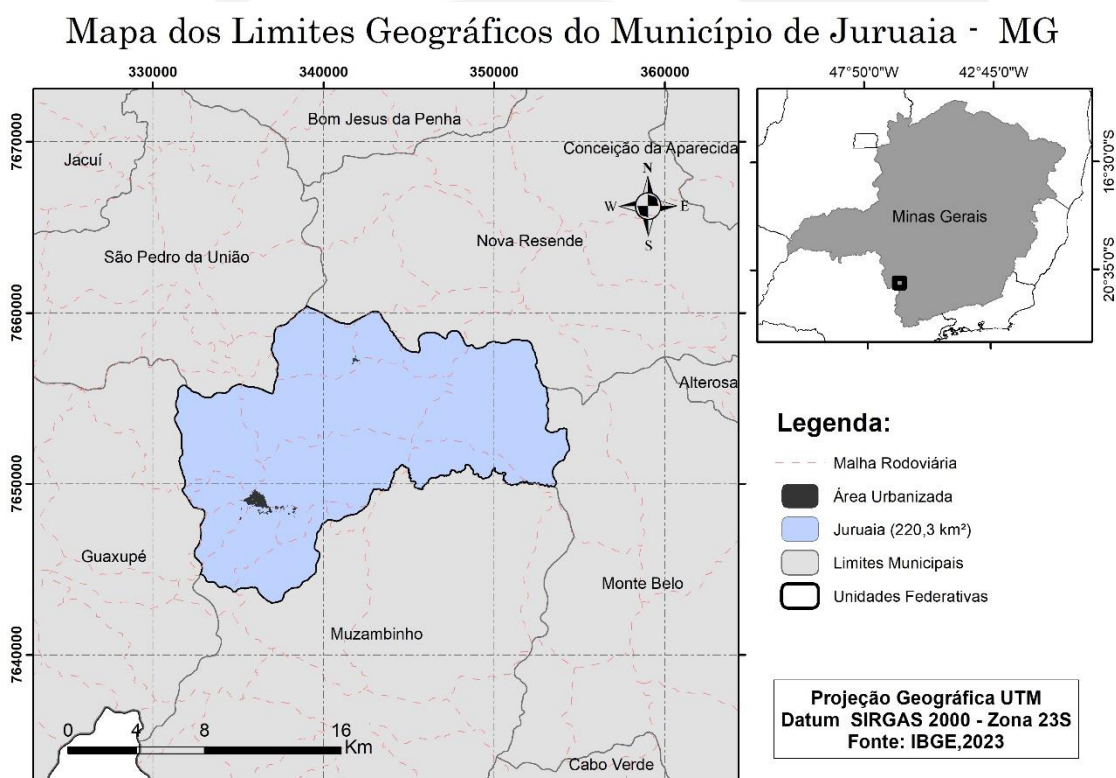 Mapa dos Limites Geográficos do Município de Juruaia - MG
330000
340000
350000
360000
7670000
7660000
7650000
7640000
Bom Jesus da Penha
Jacuí
Conceição da Aparecida
N
W
E
S
São Pedro da União
Nova Resende
Alterosa
Guaxupé
Monte Belo
Muzambinho
Cabo Verde
0 4 8 16
Km
47°50'0"W
42°45'0"W
16°30'0"S
20°35'0"S
Minas Gerais
Legenda:
Malha Rodoviária
Área Urbanizada
Juruaia (220,3 km²)
Limites Municipais
Unidades Federativas
Projeção Geográfica UTM
Datum SIRGAS 2000 - Zona 23S
Fonte: IBGE,2023